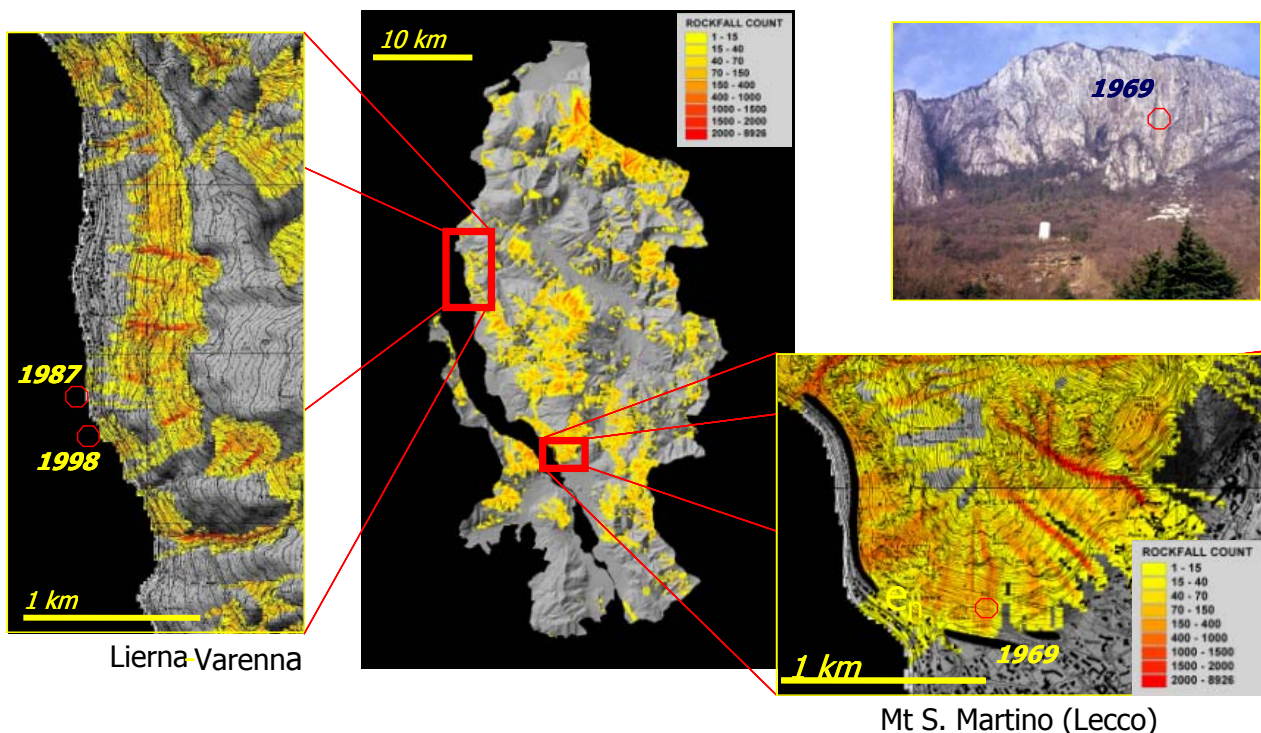 1987
1998
1 km
Lierna-Varenna
10 km
ROCKFALL COUNT
1 - 15
15 - 40
40 - 70
70 - 150
150 - 400
400 - 1000
1000 - 1500
1500 - 2000
2000 - 8926
1969
en
1969
1 km
ROCKFALL COUNT
1 - 15
15 - 40
40 - 70
70 - 150
150 - 400
400 - 1000
1000 - 1500
1500 - 2000
2000 - 8926
Mt S. Martino (Lecco)